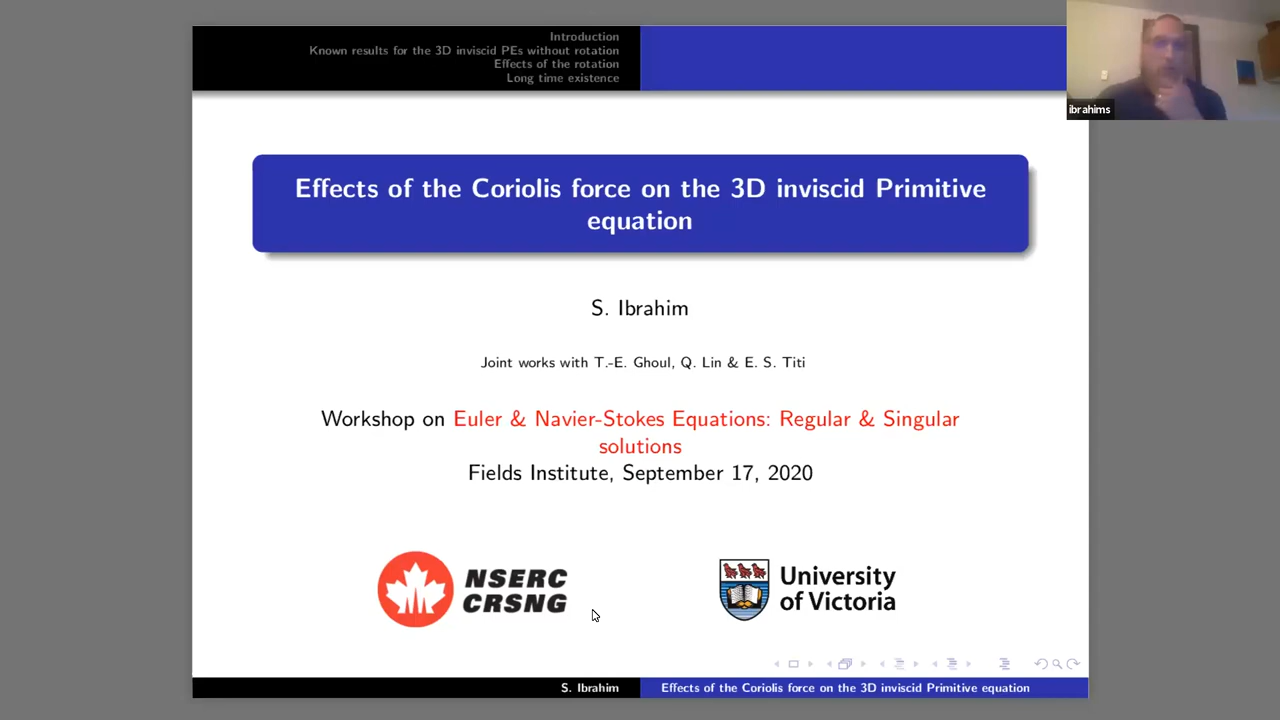 Introduction
Known results for the 3D inviscid PEs without rotation
Effects of the rotation
Long time existence
ibrahims
Effects of the Coriolis force on the 3D inviscid Primitive
equation
S. Ibrahim
Joint works with T.-E. Ghoul, Q. Lin & E. S. Titi
Workshop on Euler & Navier-Stokes Equations: Regular & Singular
solutions
Fields Institute, September 17, 2020
NSERC
CRSNG
University
of Victoria
S. Ibrahim
Effects of the Coriolis force on the 3D inviscid Primitive equation